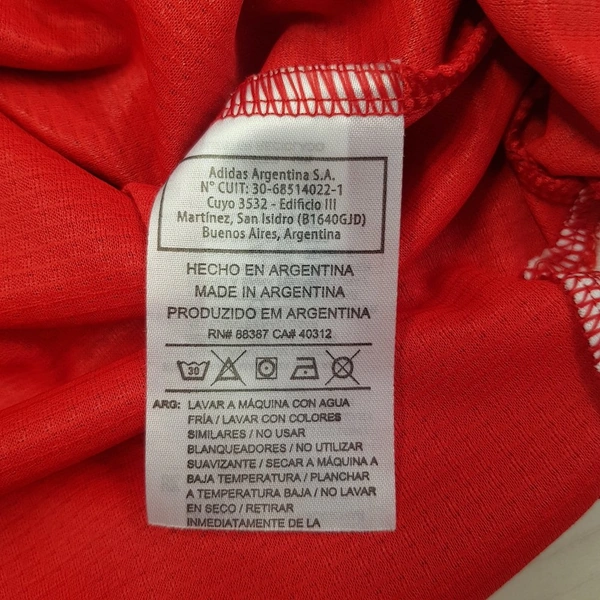 Adidas Argentina S.A.
N° CUIT: 30-68514022-1
Cuyo 3532 - Edificio III
Martínez, San Isidro (B1640GJD)
Buenos Aires, Argentina
HECHO EN ARGENTINA
MADE IN ARGENTINA
PRODUZIDO EM ARGENTINA
RN# 88387 CA# 40312
30
ARG: LAVAR A MÁQUINA CON AGUA
FRÍA / LAVAR CON COLORES
SIMILARES / NO USAR
BLANQUEADORES / NO UTILIZAR
SUAVIZANTE / SECAR A MÁQUINA A
BAJA TEMPERATURA / PLANCHAR
A TEMPERATURA BAJA / NO LAVAR
EN SECO / RETIRAR
INMEDIATAMENTE DE LA